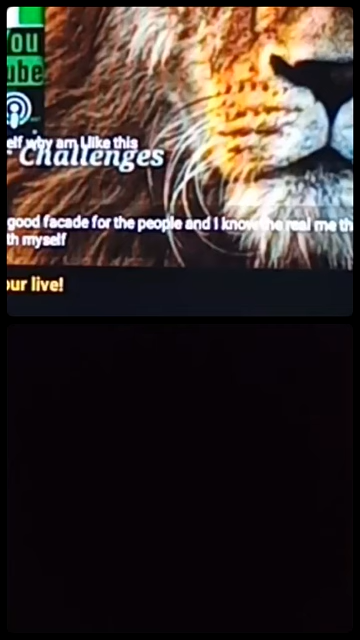 You
ube
elf why am I like this
Challenges
good facade for the people and I know the real me th
th myself
our live!